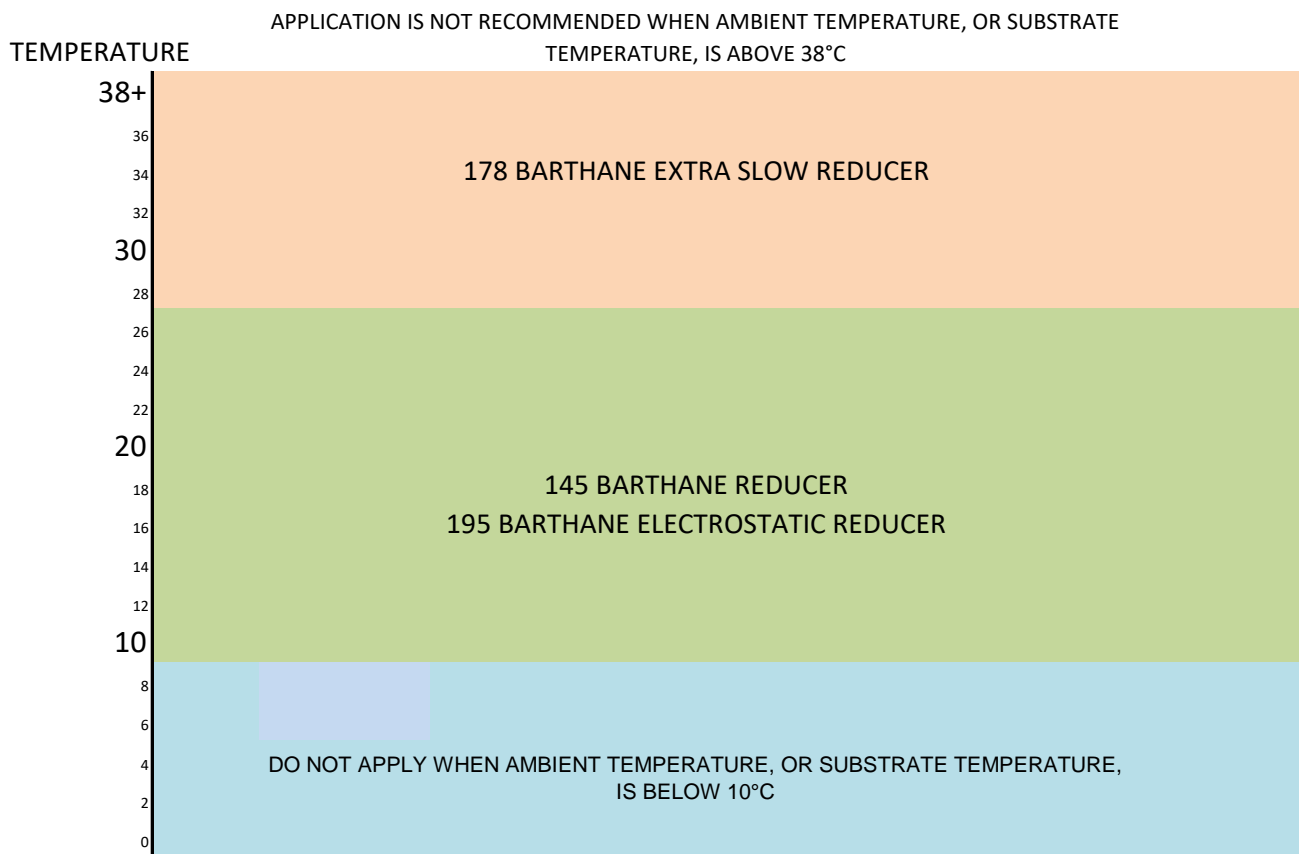 APPLICATION IS NOT RECOMMENDED WHEN AMBIENT TEMPERATURE, OR SUBSTRATE
TEMPERATURE, IS ABOVE 38°C
TEMPERATURE
38+
36
34
178 BARTHANE EXTRA SLOW REDUCER
32
30
28
26
24
22
20
18
145 BARTHANE REDUCER
16
195 BARTHANE ELECTROSTATIC REDUCER
14
12
10
8
6
4
DO NOT APPLY WHEN AMBIENT TEMPERATURE, OR SUBSTRATE TEMPERATURE,
IS BELOW 10°C
2
0